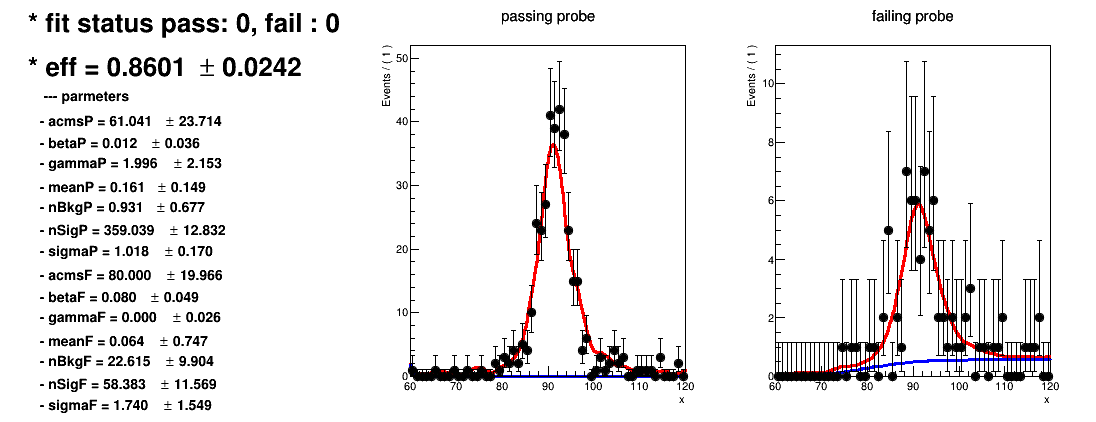 * fit status pass: 0, fail : 0
* eff = 0.8601 ± 0.0242
--- parmeters
- acmsP = 61.041 ± 23.714
- betaP = 0.012 ± 0.036
- gammaP = 1.996 ± 2.153
- meanP = 0.161 ± 0.149
- nBkgP = 0.931 ± 0.677
- nSigP = 359.039 ± 12.832
- sigmaP = 1.018 ± 0.170
- acmsF = 80.000 ± 19.966
- betaF = 0.080 ± 0.049
- gammaF = 0.000 ± 0.026
- meanF = 0.064 ± 0.747
- nBkgF = 22.615 ± 9.904
- nSigF = 58.383 ± 11.569
- sigmaF = 1.740 ± 1.549
passing probe
Events / ( 1 )
50
40
30
20
10
0
60 70 80 90 100 110 120
x
failing probe
Events / ( 1 )
10
8
6
4
2
0
60 70 80 90 100 110 120
x